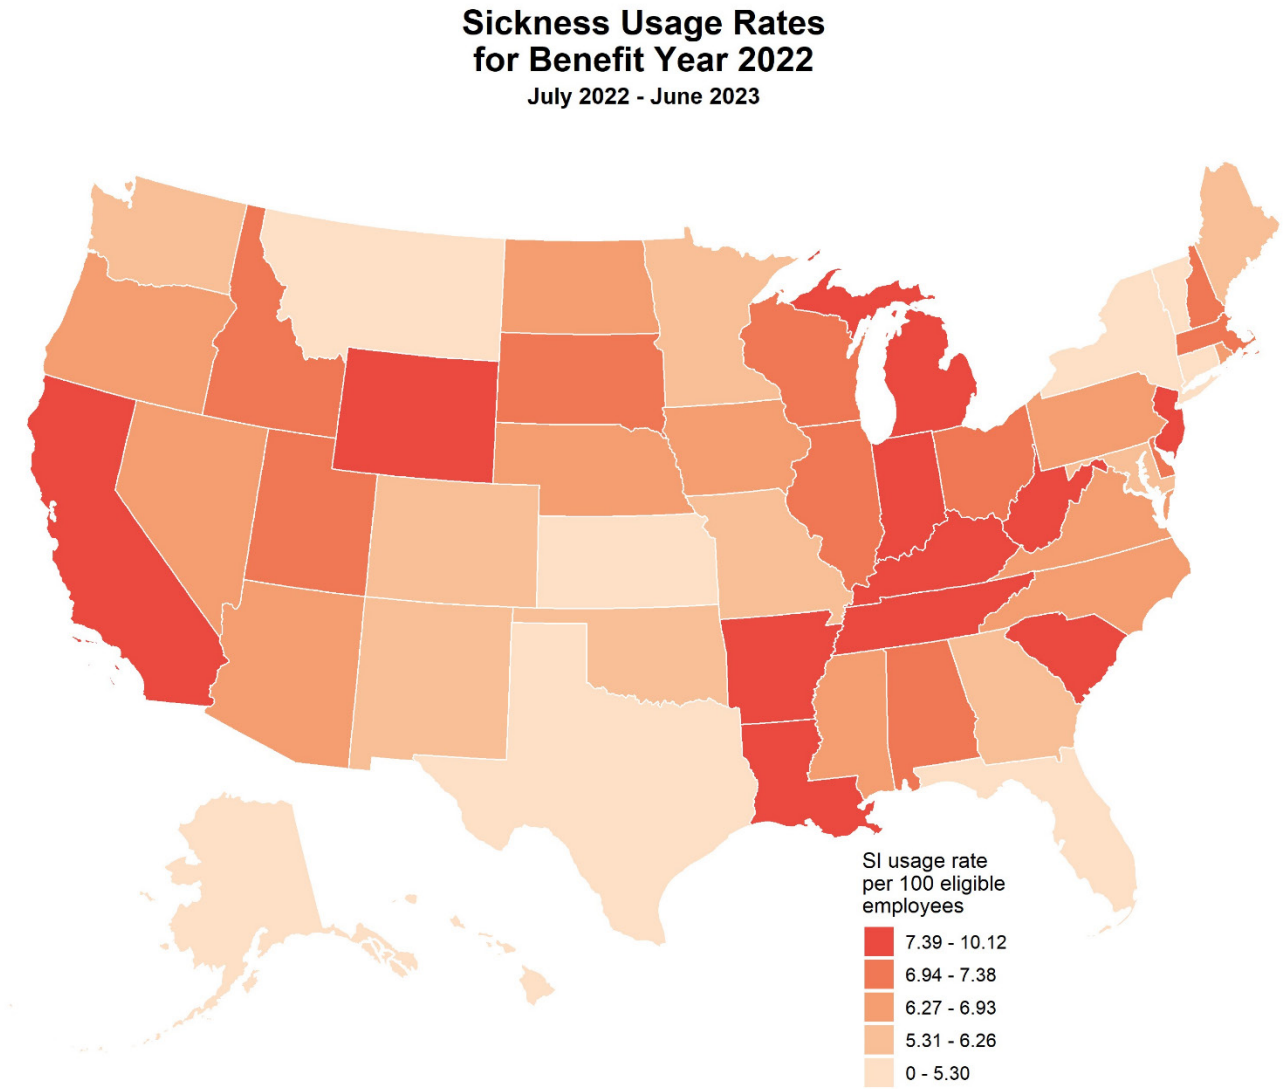 Sickness Usage Rates
for Benefit Year 2022
July 2022 - June 2023
SI usage rate
per 100 eligible
employees
7.39 - 10.12
6.94 - 7.38
6.27 - 6.93
5.31 - 6.26
0 - 5.30